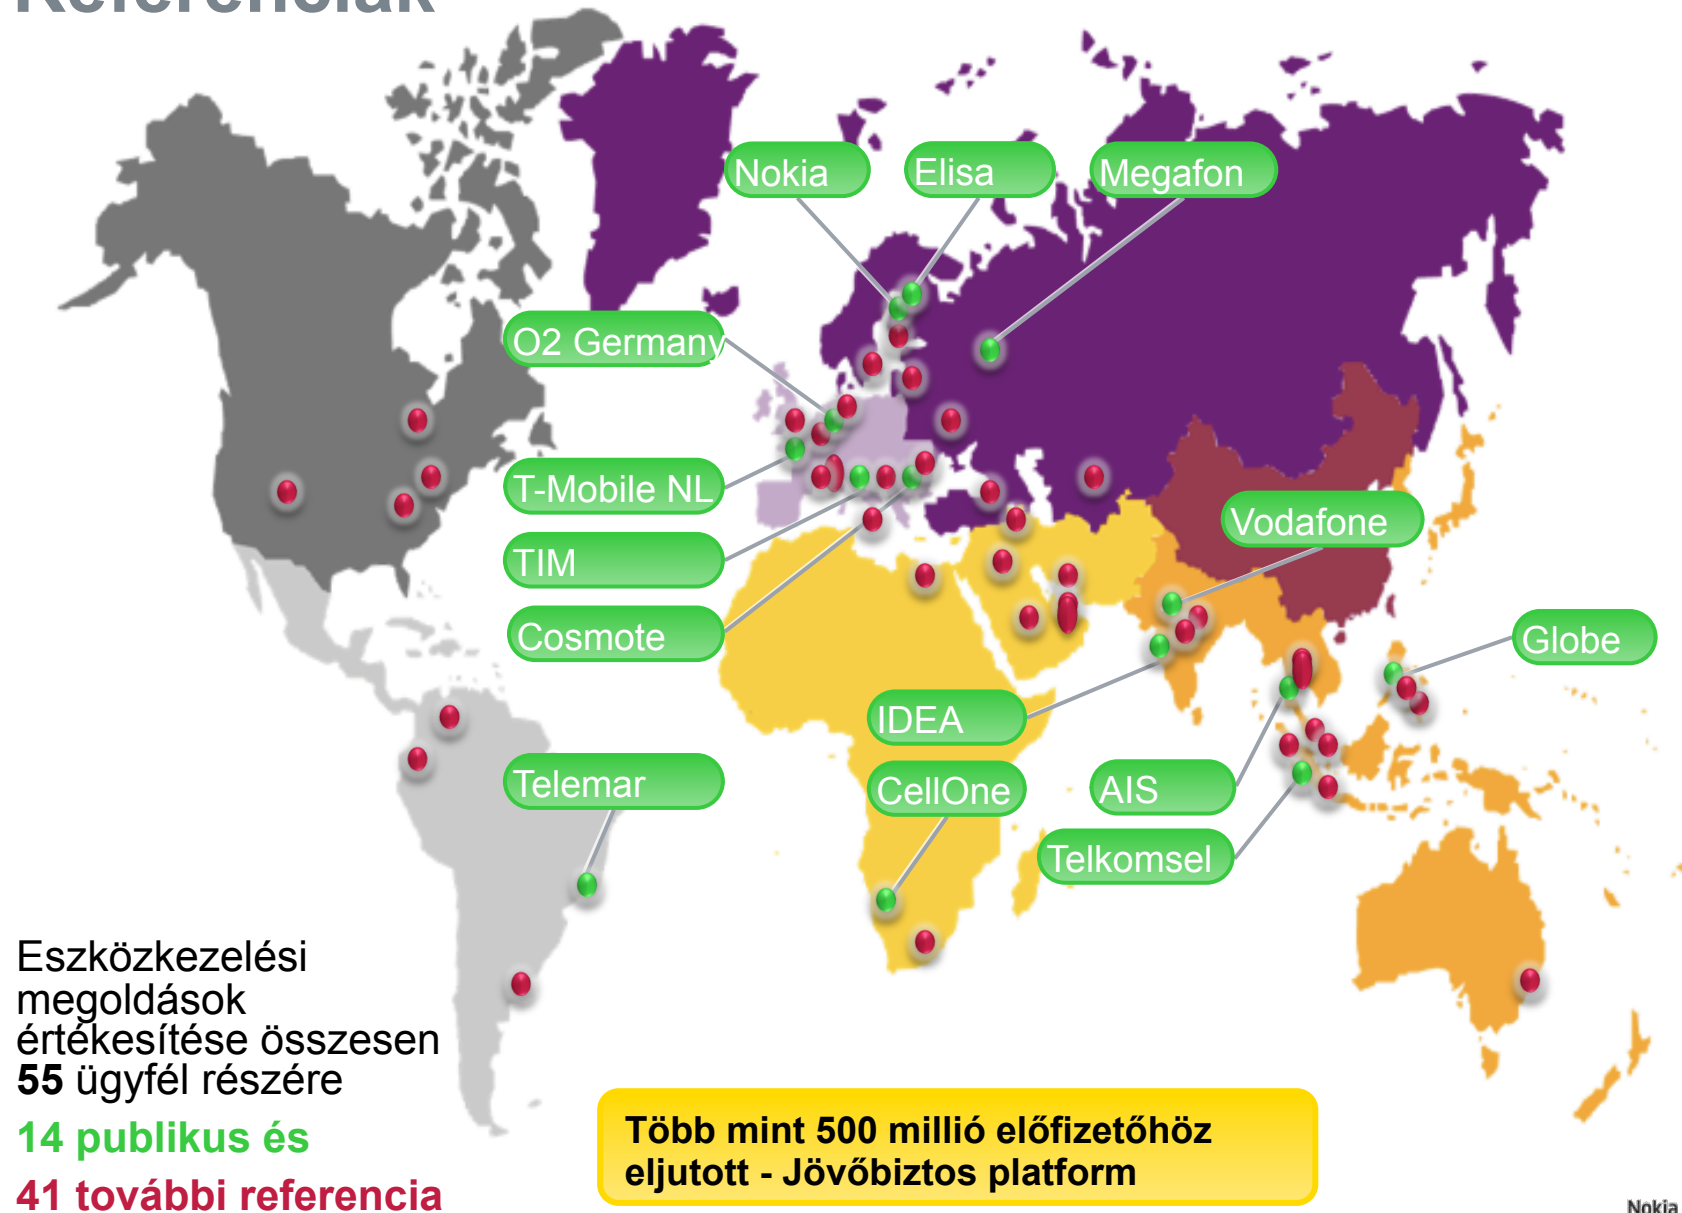 Referenciák
Nokia
Elisa
Megafon
O2 Germany
T-Mobile NL
Vodafone
TIM
Cosmote
Globe
IDEA
Telemar
CellOne
AIS
Telkomsel
Eszközkezelési
megoldások
értékesítése összesen
55 ügyfél részére
14 publikus és
41 további referencia
Több mint 500 millió előfizetőhöz
eljutott - Jövőbiztos platform
Nokia